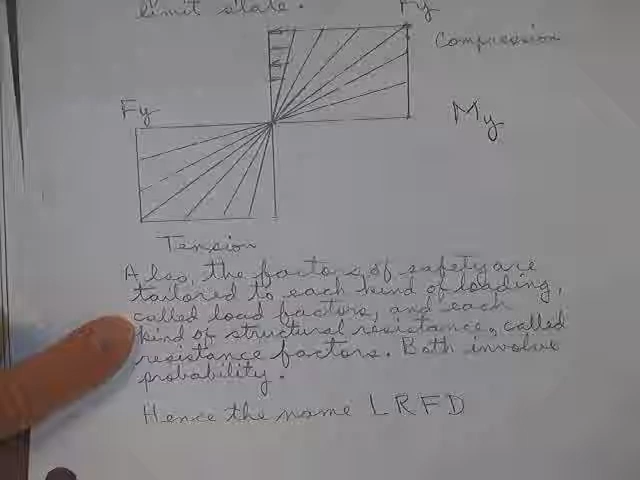 limit state.
Fy
Compression
Fy
My
Tension
Also, the factors of safety are
tailored to each kind of loading,
called load factors, and each
kind of structural resistance, called
resistance factors. Both involve
probability.
Hence the name LRFD